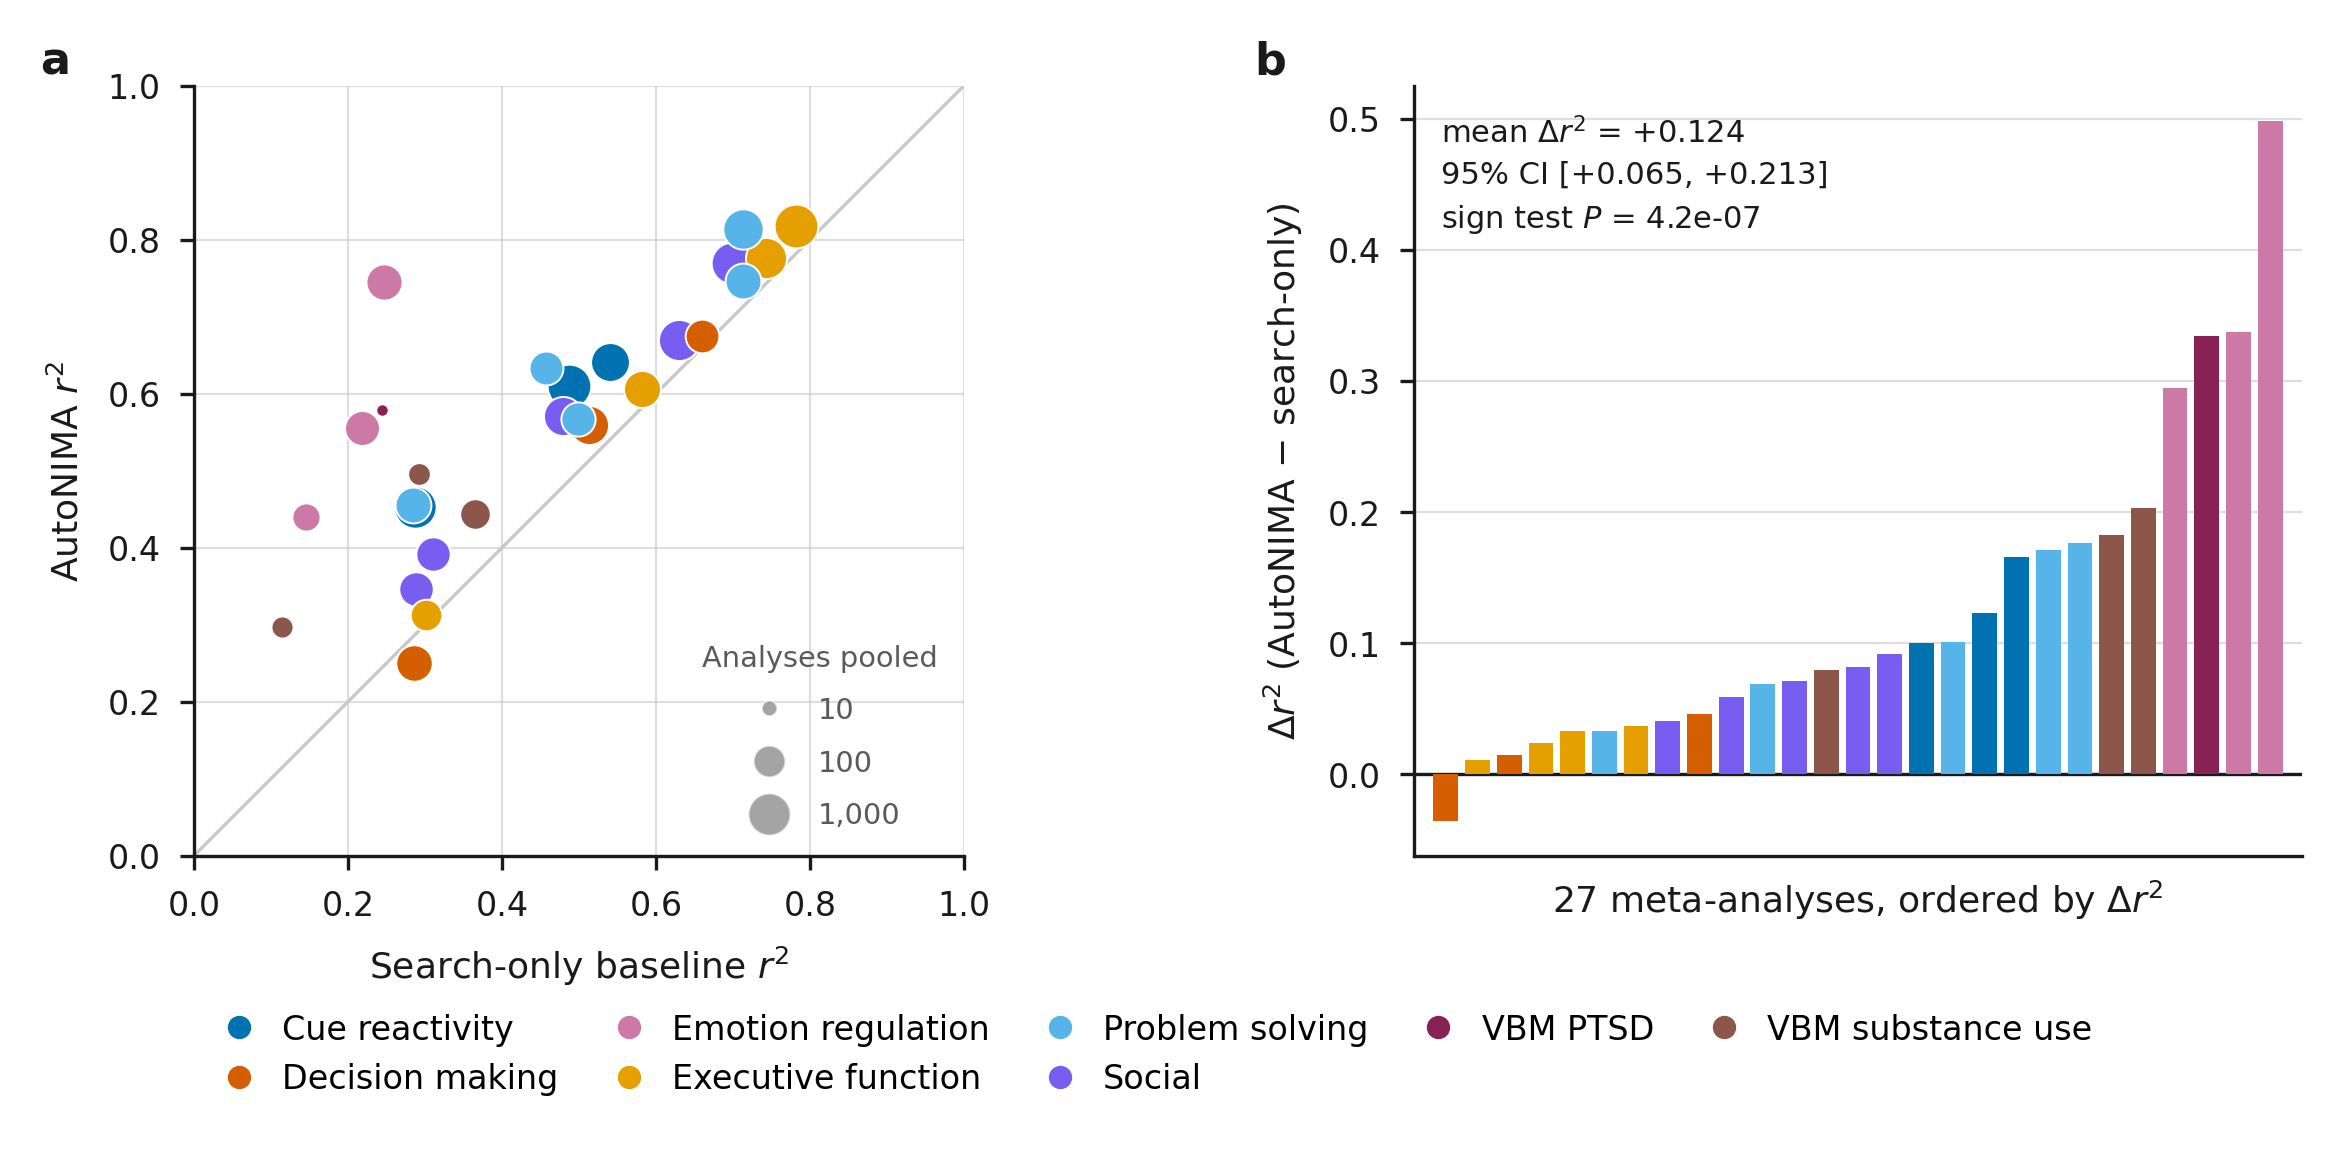 a
1.0
0.8
0.6
0.4
0.2
0.0
AutoNIMA r²
Analyses pooled
10
100
1,000
0.0 0.2 0.4 0.6 0.8 1.0
Search-only baseline r²
b
0.5
0.4
0.3
0.2
0.1
0.0
Δr² (AutoNIMA − search-only)
mean Δr² = +0.124
95% CI [+0.065, +0.213]
sign test P = 4.2e-07
27 meta-analyses, ordered by Δr²
Cue reactivity Emotion regulation Problem solving VBM PTSD VBM substance use
Decision making Executive function Social